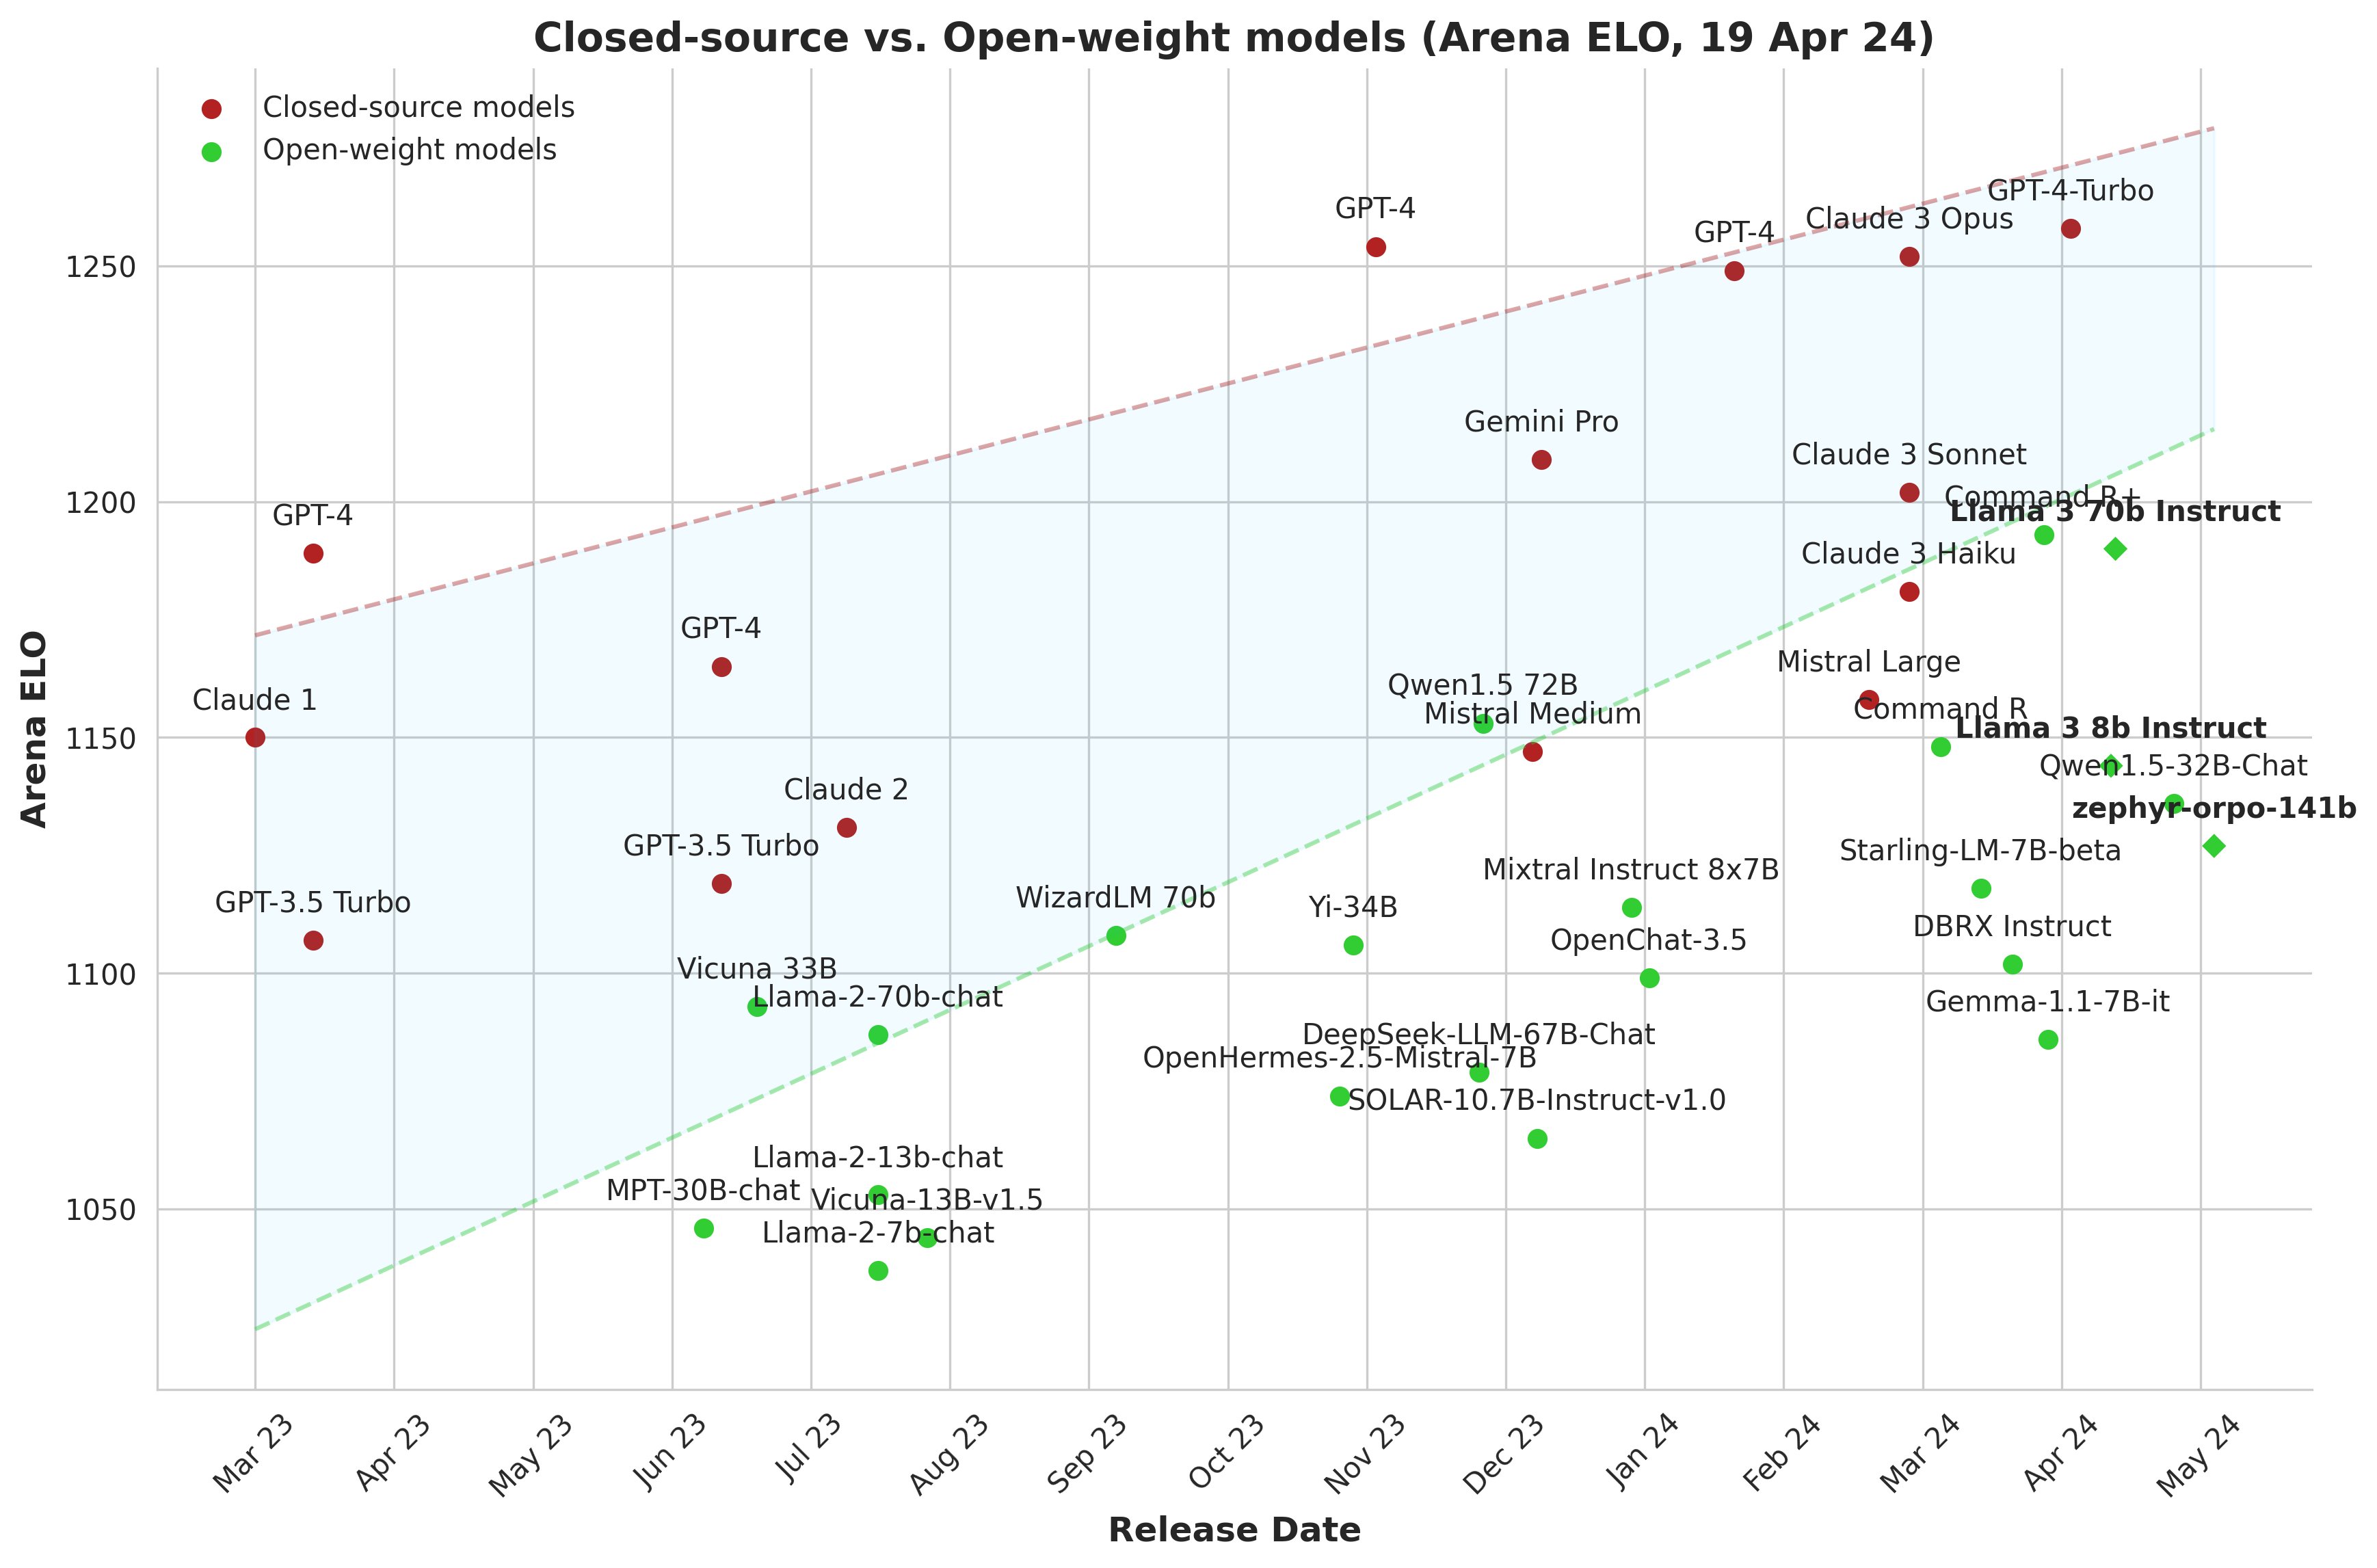 Closed-source vs. Open-weight models (Arena ELO, 19 Apr 24)
Closed-source models
Open-weight models
GPT-4-Turbo
GPT-4
Claude 3 Opus
GPT-4
1250
Gemini Pro
Claude 3 Sonnet
1200
Command R+
Llama 3 70b Instruct
GPT-4
Claude 3 Haiku
GPT-4
Mistral Large
Qwen1.5 72B
Claude 1
Command R
Mistral Medium
Llama 3 8b Instruct
1150
Qwen1.5-32B-Chat
Claude 2
zephyr-orpo-141b
GPT-3.5 Turbo
Starling-LM-7B-beta
Mixtral Instruct 8x7B
GPT-3.5 Turbo
WizardLM 70b
Yi-34B
DBRX Instruct
OpenChat-3.5
1100
Vicuna 33B
Llama-2-70b-chat
Gemma-1.1-7B-it
DeepSeek-LLM-67B-Chat
OpenHermes-2.5-Mistral-7B
SOLAR-10.7B-Instruct-v1.0
Llama-2-13b-chat
MPT-30B-chat
Vicuna-13B-v1.5
1050
Llama-2-7b-chat
Arena ELO
Mar 23
Apr 23
May 23
Jun 23
Jul 23
Aug 23
Sep 23
Oct 23
Nov 23
Dec 23
Jan 24
Feb 24
Mar 24
Apr 24
May 24
Release Date